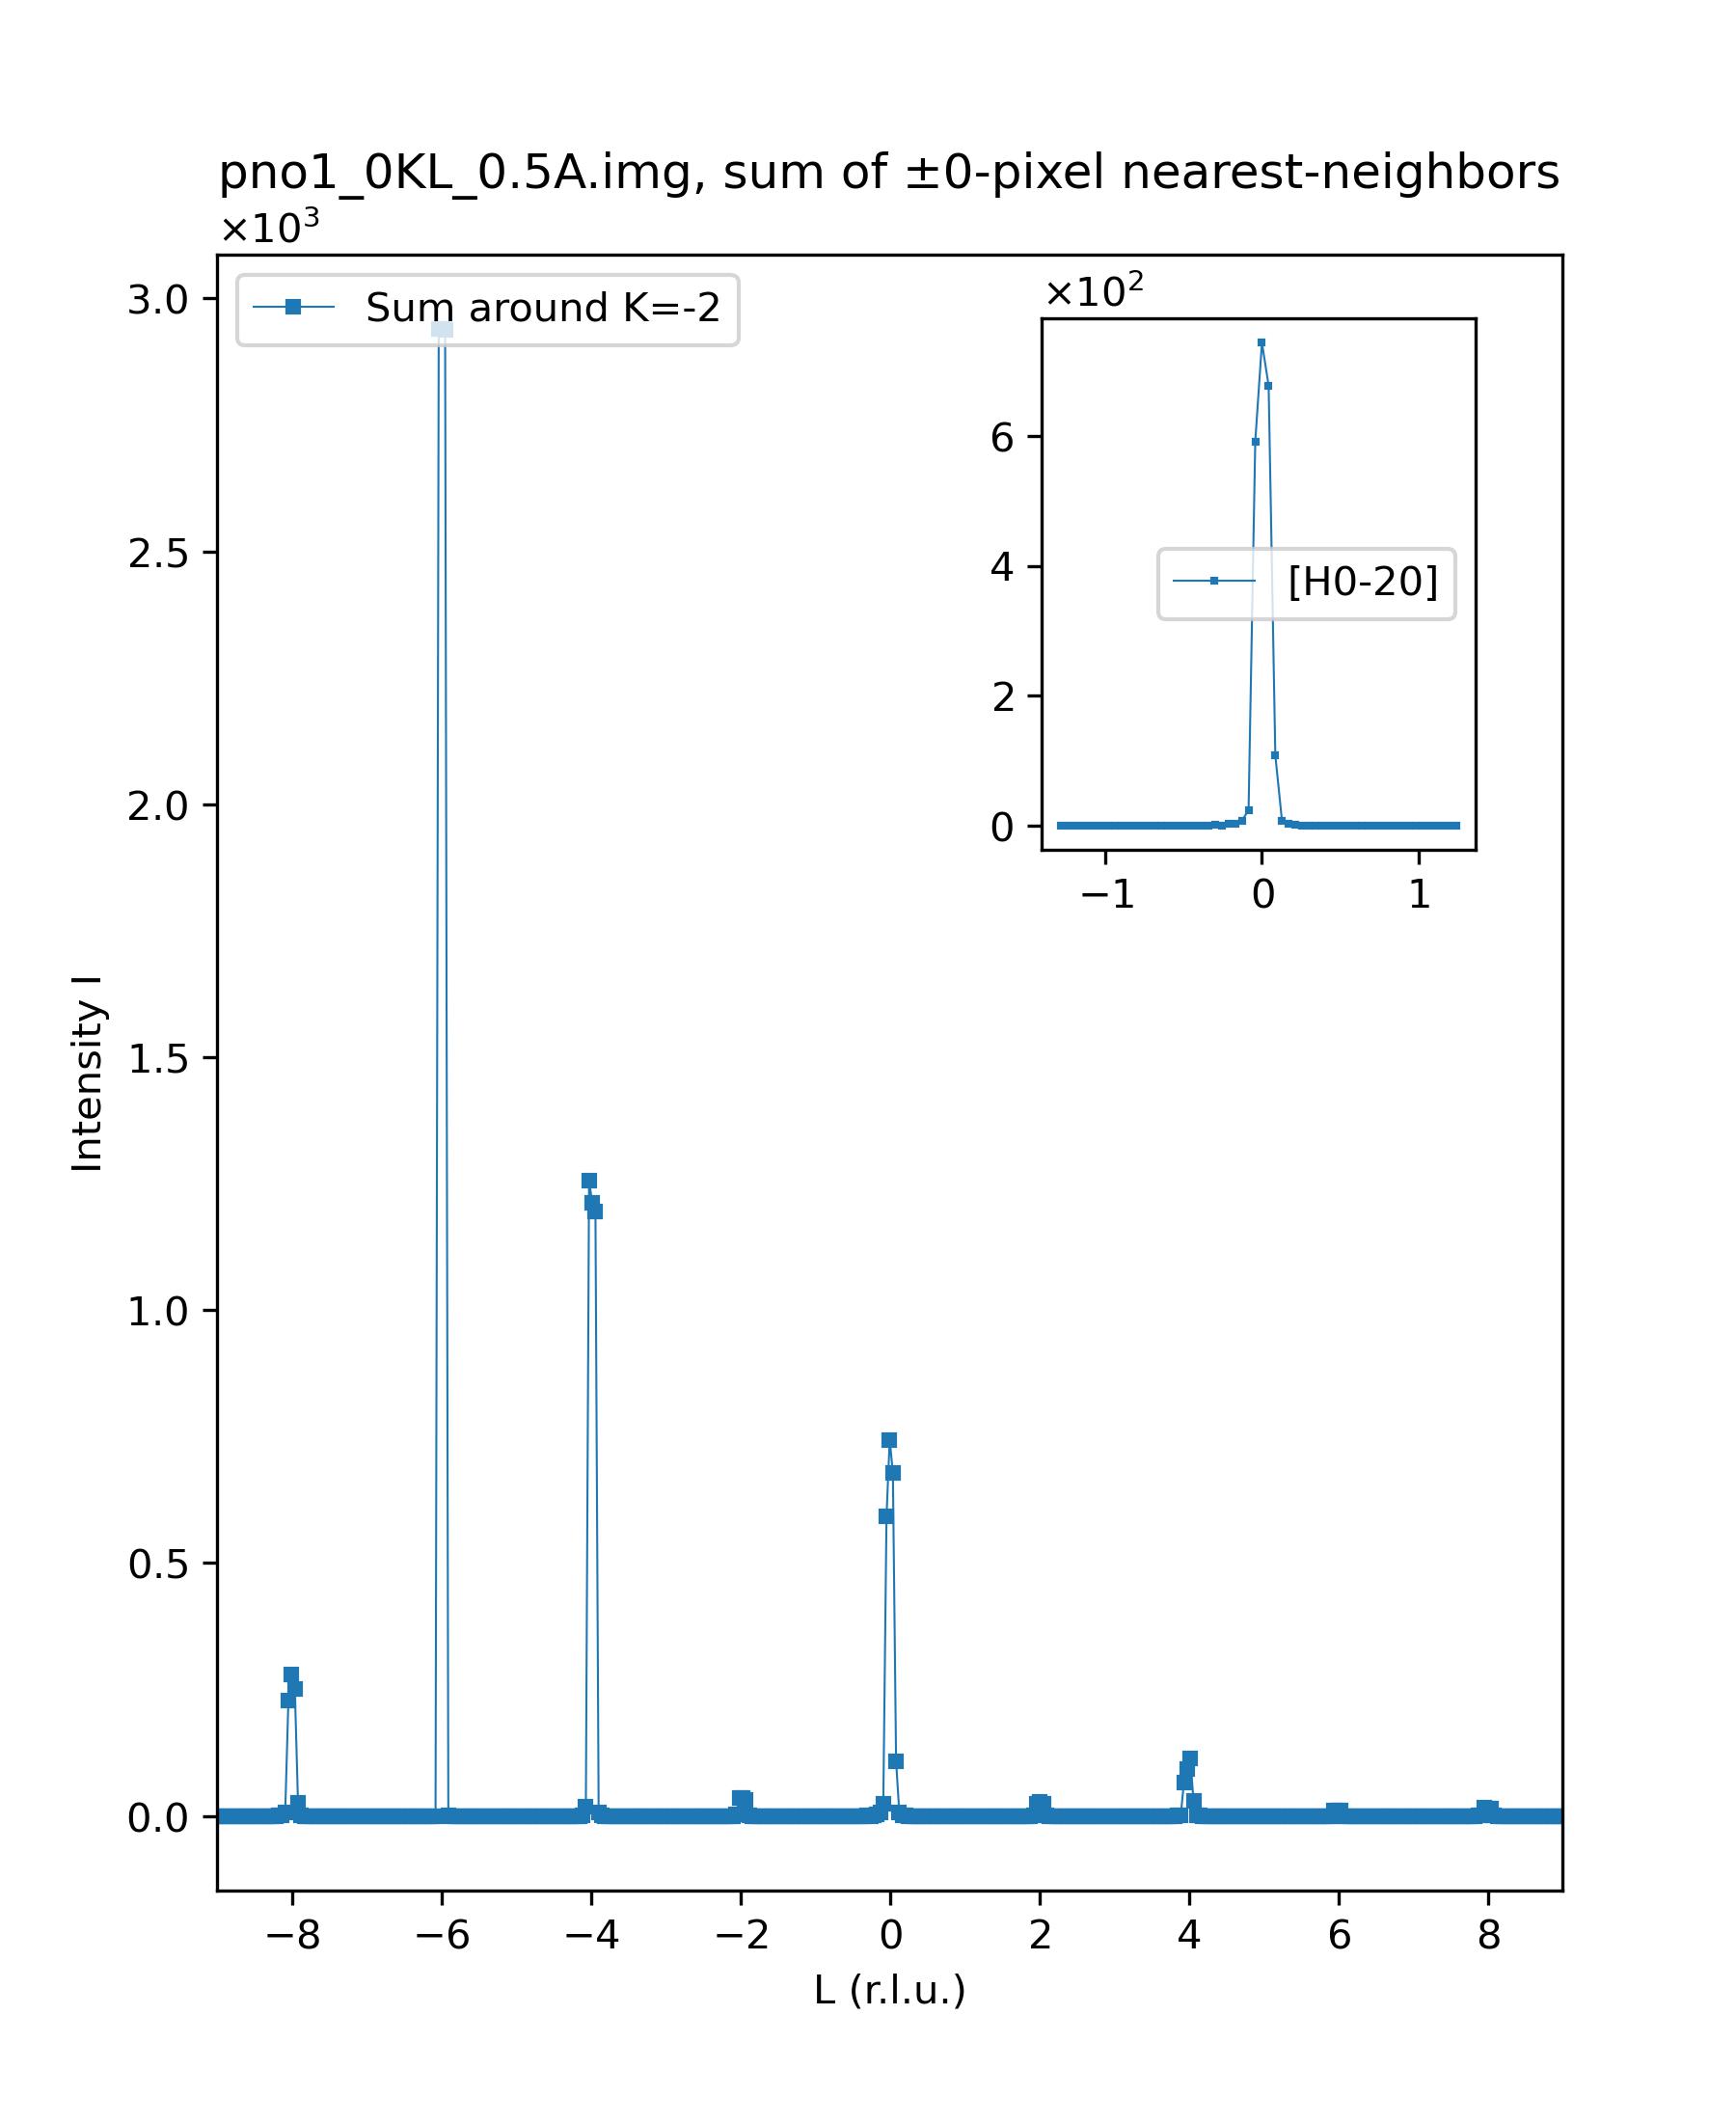 pno1_0KL_0.5A.img, sum of ±0-pixel nearest-neighbors
×10³
Sum around K=-2
3.0
2.5
2.0
1.5
1.0
0.5
0.0
Intensity I
−8 −6 −4 −2 0 2 4 6 8
L (r.l.u.)
×10²
6
4
2
0
[H0-20]
−1 0 1